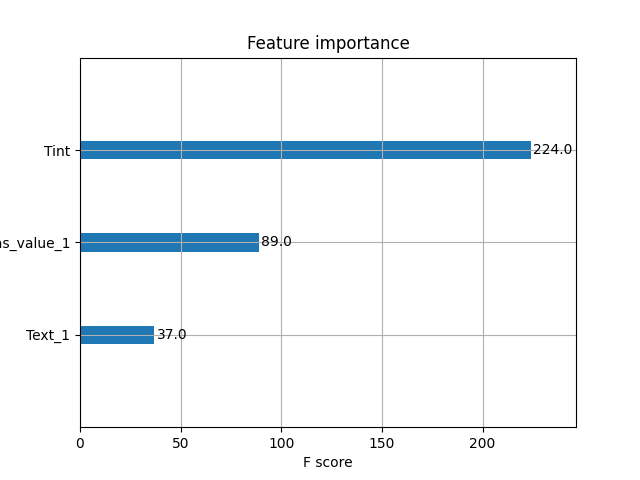 Feature importance
Tint
224.0
as_value_1
89.0
Text_1
37.0
0 50 100 150 200
F score